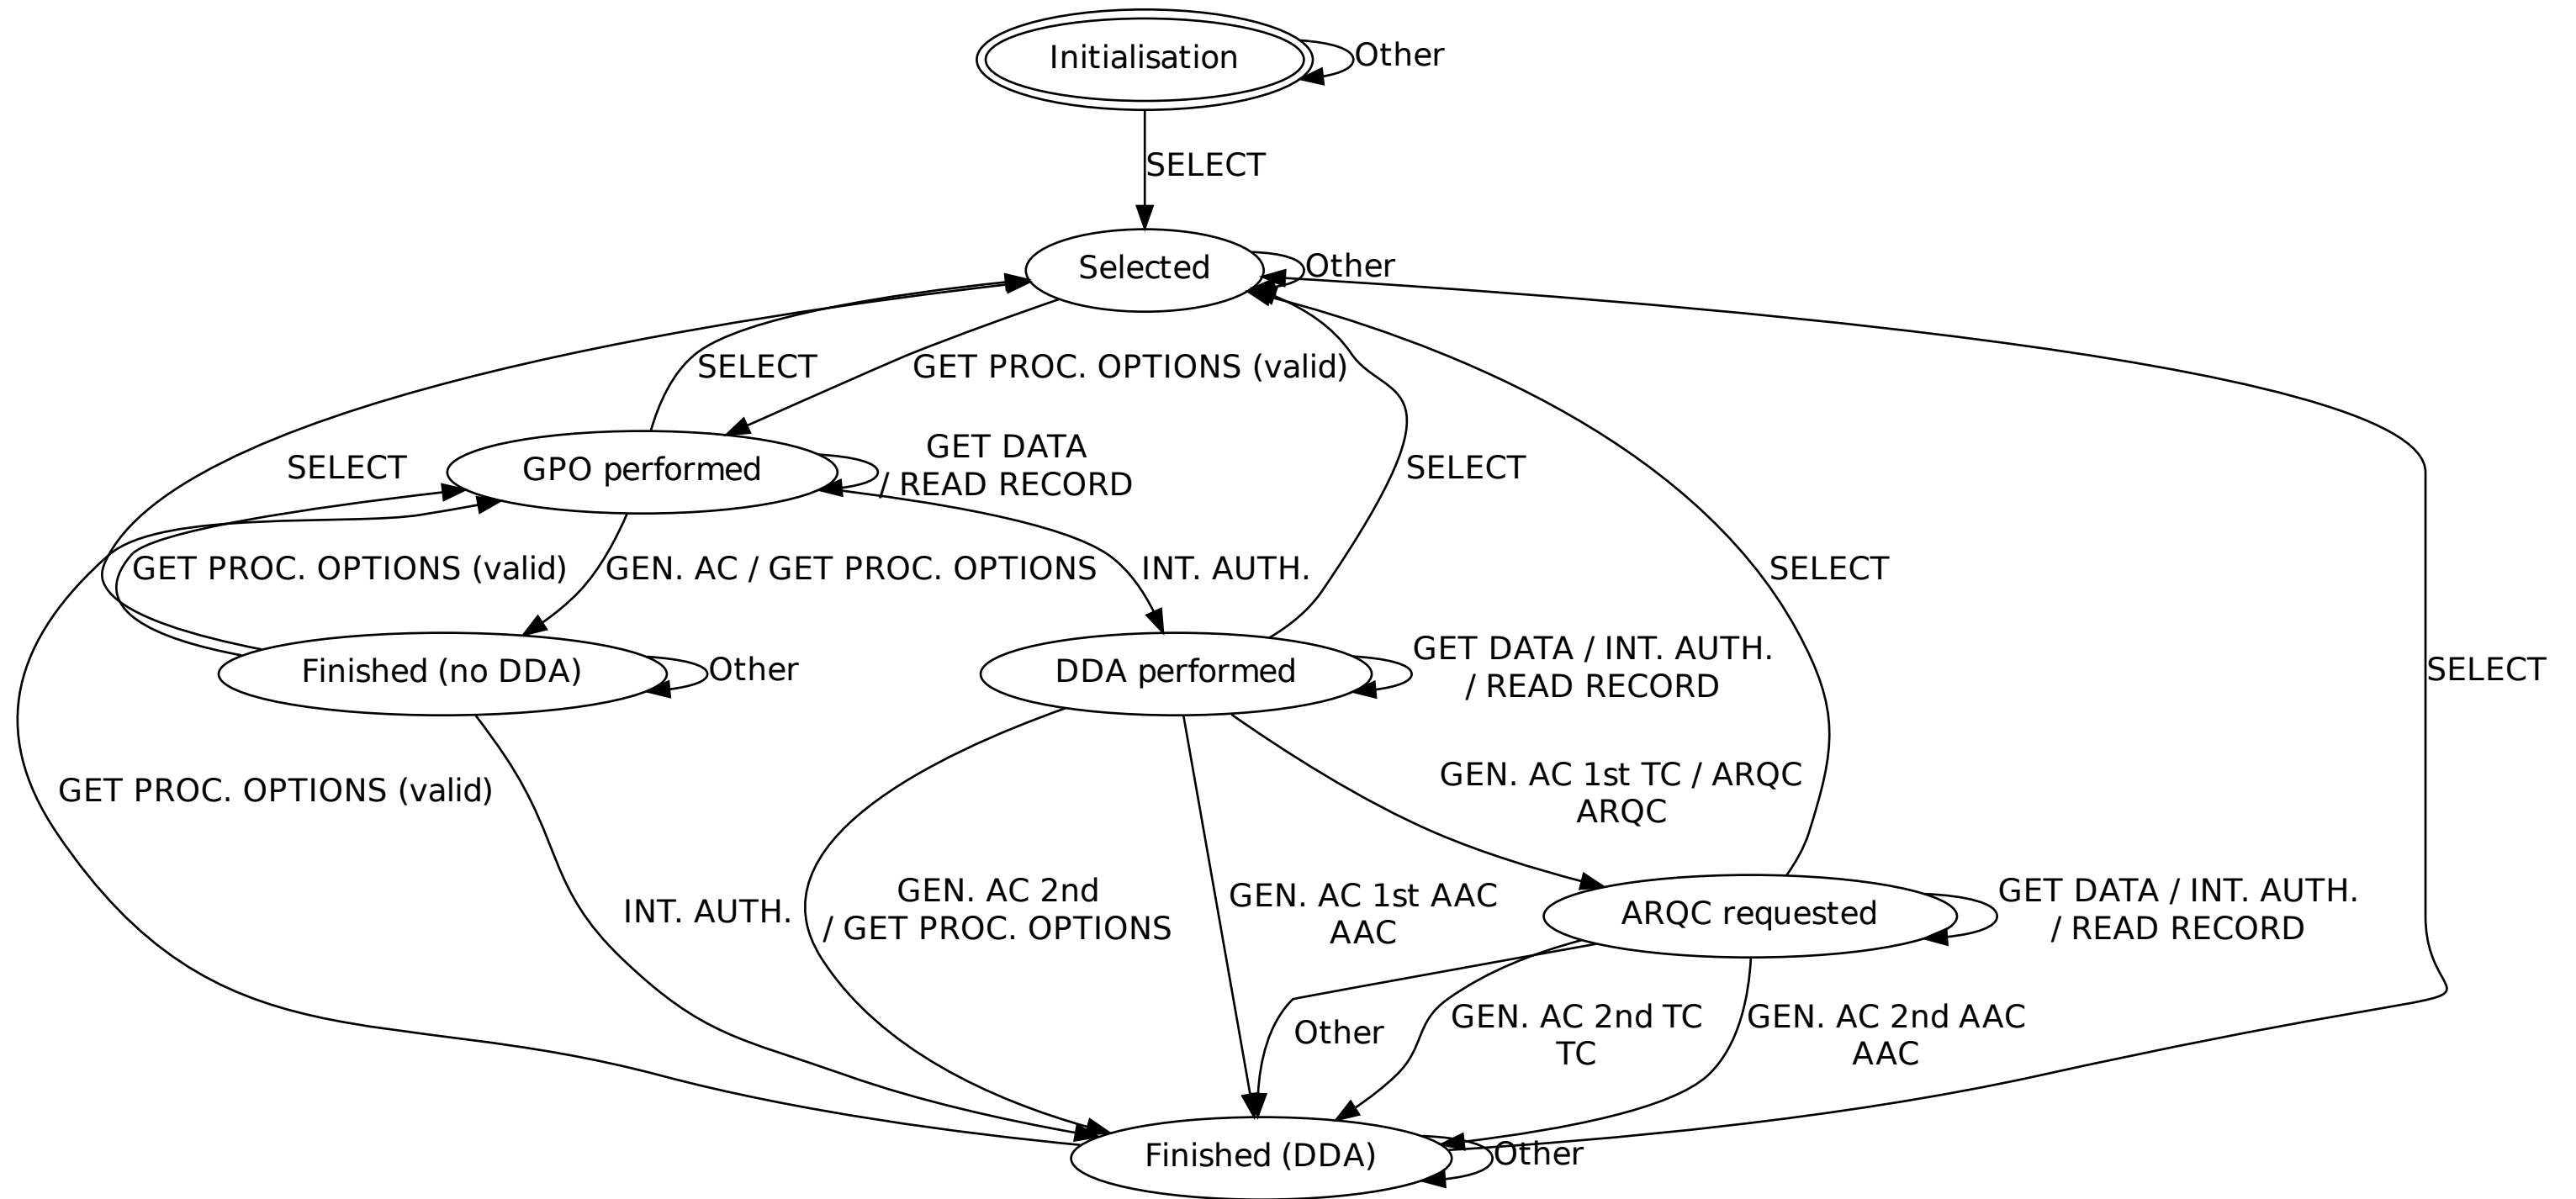 Initialisation
Other
SELECT
Selected
Other
SELECT
GET PROC. OPTIONS (valid)
GET DATA
/ READ RECORD
SELECT
GPO performed
SELECT
GET PROC. OPTIONS (valid)
GEN. AC / GET PROC. OPTIONS
INT. AUTH.
SELECT
Finished (no DDA)
Other
DDA performed
GET DATA / INT. AUTH.
/ READ RECORD
SELECT
GET PROC. OPTIONS (valid)
GEN. AC 1st TC / ARQC
ARQC
INT. AUTH.
GEN. AC 2nd
/ GET PROC. OPTIONS
GEN. AC 1st AAC
AAC
ARQC requested
GET DATA / INT. AUTH.
/ READ RECORD
Other
GEN. AC 2nd TC
TC
GEN. AC 2nd AAC
AAC
Finished (DDA)
Other